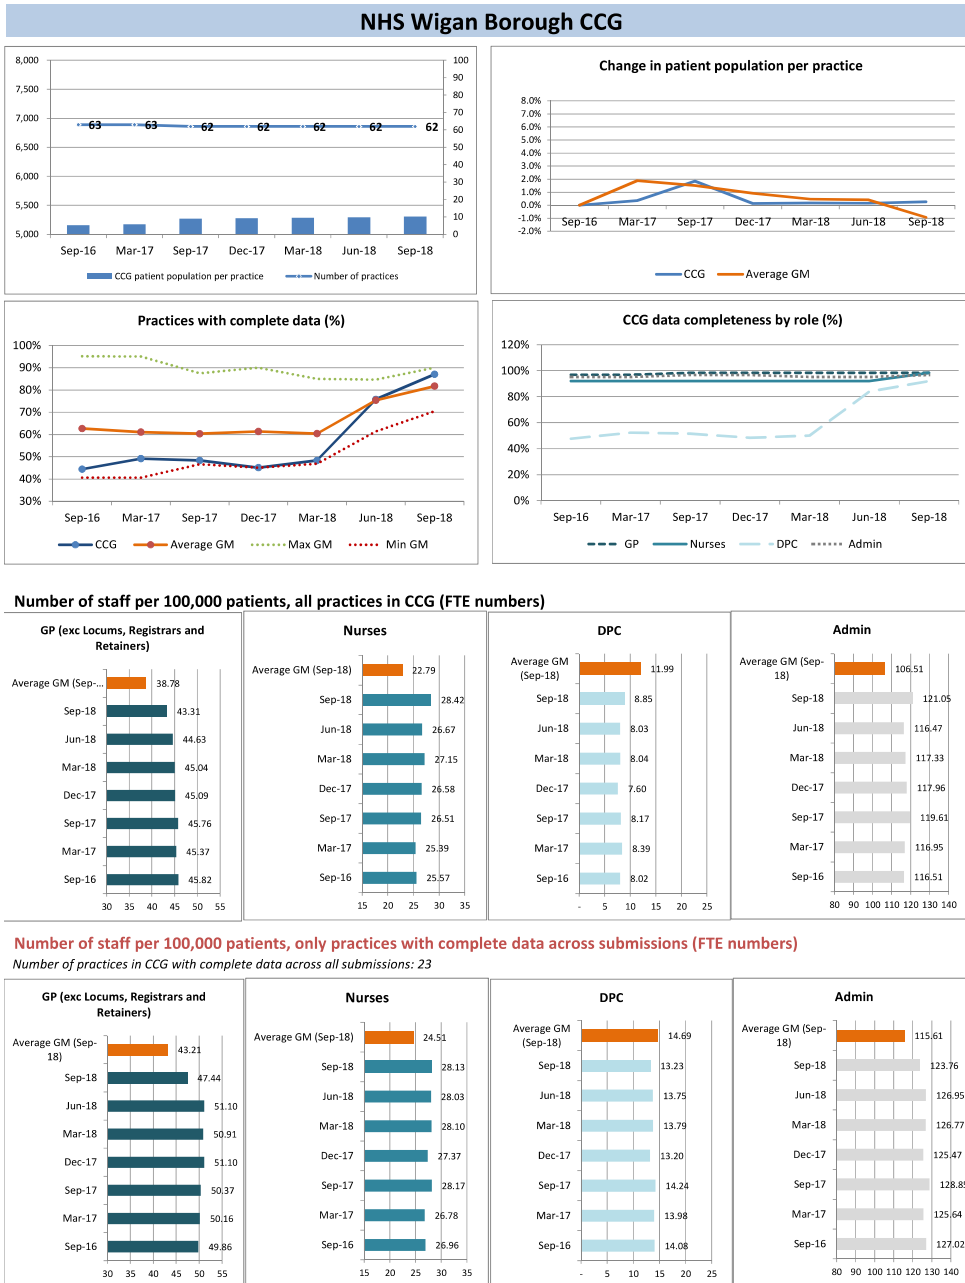 NHS Wigan Borough CCG
8,000
7,500
7,000
6,500
6,000
5,500
5,000
100
90
80
70
60
50
40
30
20
10
0
63 63 62 62 62 62 62
Sep-16 Mar-17 Sep-17 Dec-17 Mar-18 Jun-18 Sep-18
CCG patient population per practice Number of practices
Change in patient population per practice
8.0%
7.0%
6.0%
5.0%
4.0%
3.0%
2.0%
1.0%
0.0%
-1.0%
-2.0%
Sep-16 Mar-17 Sep-17 Dec-17 Mar-18 Jun-18 Sep-18
CCG Average GM
Practices with complete data (%)
100%
90%
80%
70%
60%
50%
40%
30%
Sep-16 Mar-17 Sep-17 Dec-17 Mar-18 Jun-18 Sep-18
CCG Average GM Max GM Min GM
CCG data completeness by role (%)
120%
100%
80%
60%
40%
20%
0%
Sep-16 Mar-17 Sep-17 Dec-17 Mar-18 Jun-18 Sep-18
GP Nurses DPC Admin
Number of staff per 100,000 patients, all practices in CCG (FTE numbers)
GP (exc Locums, Registrars and
Retainers)
Average GM (Sep-... 38.78
Sep-18 43.31
Jun-18 44.63
Mar-18 45.04
Dec-17 45.09
Sep-17 45.76
Mar-17 45.37
Sep-16 45.82
30 35 40 45 50 55
Nurses
Average GM (Sep-18) 22.79
Sep-18 28.42
Jun-18 26.67
Mar-18 27.15
Dec-17 26.58
Sep-17 26.51
Mar-17 25.39
Sep-16 25.57
15 20 25 30 35
DPC
Average GM
(Sep-18) 11.99
Sep-18 8.85
Jun-18 8.03
Mar-18 8.04
Dec-17 7.60
Sep-17 8.17
Mar-17 8.39
Sep-16 8.02
- 5 10 15 20 25
Admin
Average GM (Sep-
18) 106.51
Sep-18 121.05
Jun-18 116.47
Mar-18 117.33
Dec-17 117.96
Sep-17 119.61
Mar-17 116.95
Sep-16 116.51
80 90 100 110 120 130 140
Number of staff per 100,000 patients, only practices with complete data across submissions (FTE numbers)
Number of practices in CCG with complete data across all submissions: 23
GP (exc Locums, Registrars and
Retainers)
Average GM (Sep-
18) 43.21
Sep-18 47.44
Jun-18 51.10
Mar-18 50.91
Dec-17 51.10
Sep-17 50.37
Mar-17 50.16
Sep-16 49.86
30 35 40 45 50 55
Nurses
Average GM (Sep-18) 24.51
Sep-18 28.13
Jun-18 28.03
Mar-18 28.10
Dec-17 27.37
Sep-17 28.17
Mar-17 26.78
Sep-16 26.96
15 20 25 30 35
DPC
Average GM
(Sep-18) 14.69
Sep-18 13.23
Jun-18 13.75
Mar-18 13.79
Dec-17 13.20
Sep-17 14.24
Mar-17 13.98
Sep-16 14.08
- 5 10 15 20 25
Admin
Average GM (Sep-
18) 115.61
Sep-18 123.76
Jun-18 126.95
Mar-18 126.77
Dec-17 125.47
Sep-17 128.85
Mar-17 125.64
Sep-16 127.02
80 90 100 110 120 130 140